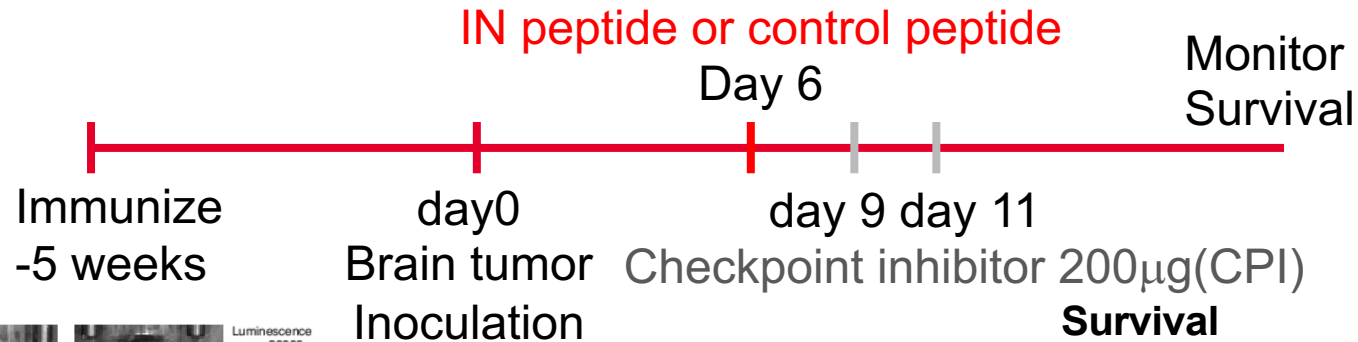 IN peptide or control peptide
Day 6
Monitor
Survival
Immunize
-5 weeks
day0
Brain tumor
Inoculation
day 9 day 11
Checkpoint inhibitor 200µg(CPI)
Survival
Luminescence